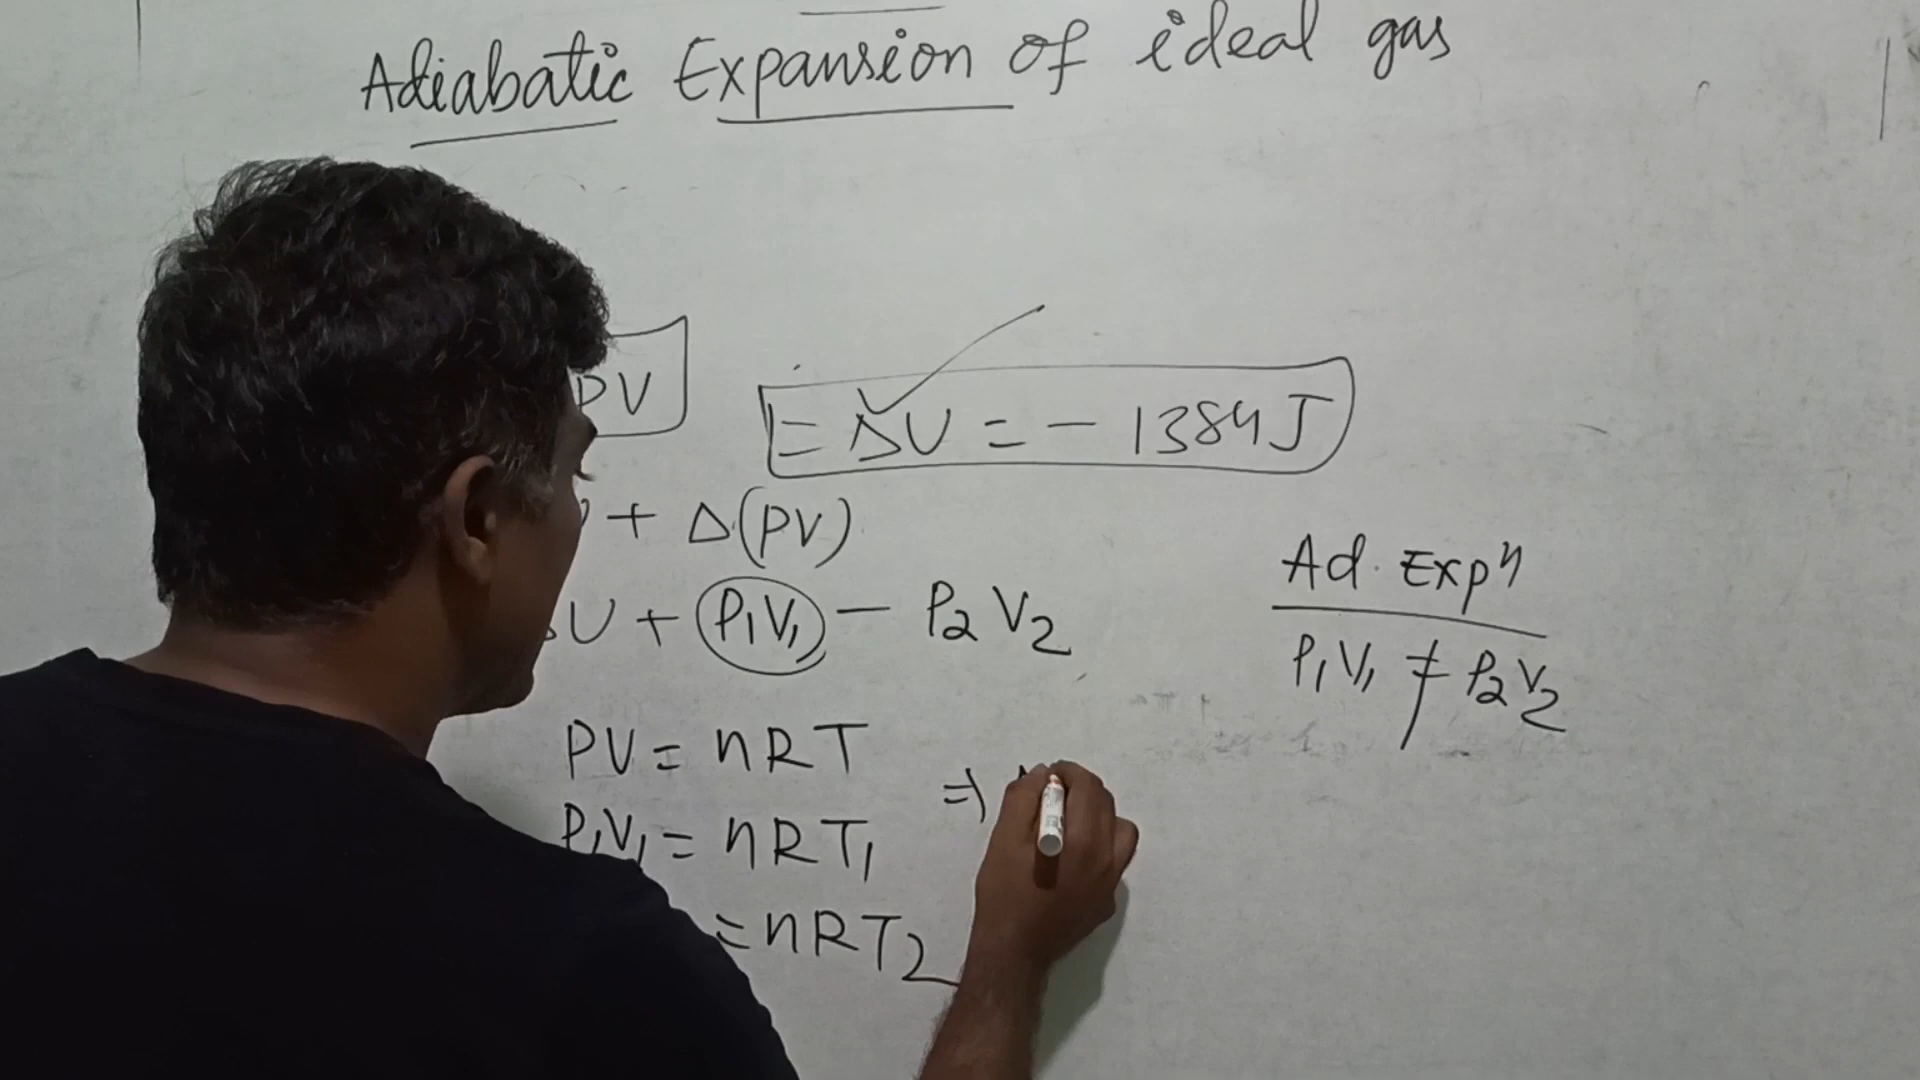 Adiabatic Expansion of ideal gas
PV
= ΔU = - 1384J
+ Δ(PV)
U + P₁V₁ - P₂V₂
Ad. Expⁿ
P₁V₁ ≠ P₂V₂
PV = nRT
=>
P₁V₁ = nRT₁
= nRT₂